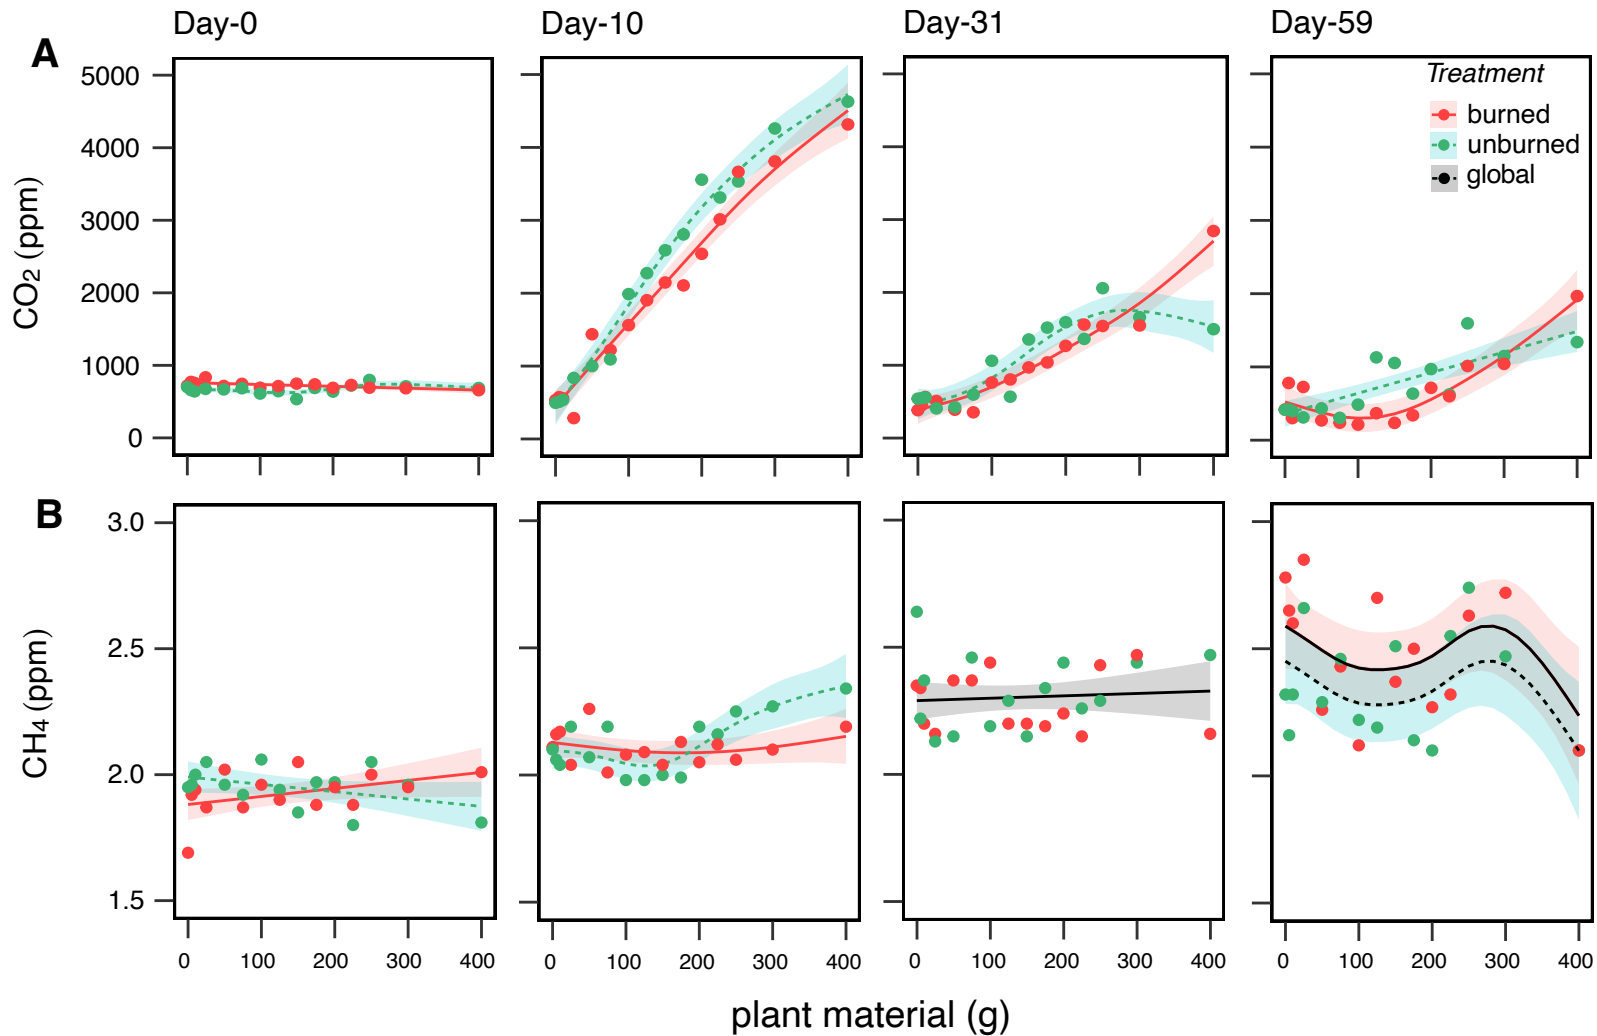 Day-0 Day-10 Day-31 Day-59
A
5000
4000
3000
2000
1000
0
CO2 (ppm)
Treatment
burned
unburned
global
B
3.0
2.5
2.0
1.5
CH4 (ppm)
0 100 200 300 400 0 100 200 300 400 0 100 200 300 400 0 100 200 300 400
plant material (g)